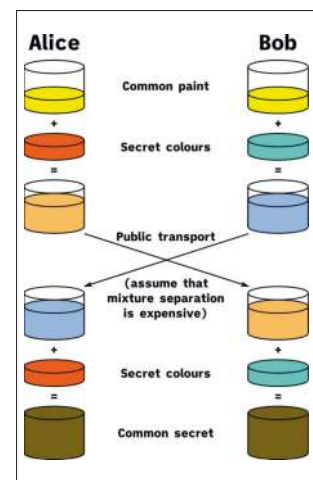 Alice Bob
Common paint
+ +
Secret colours
= =
Public transport
(assume that
mixture separation
is expensive)
+ +
Secret colours
= =
Common secret